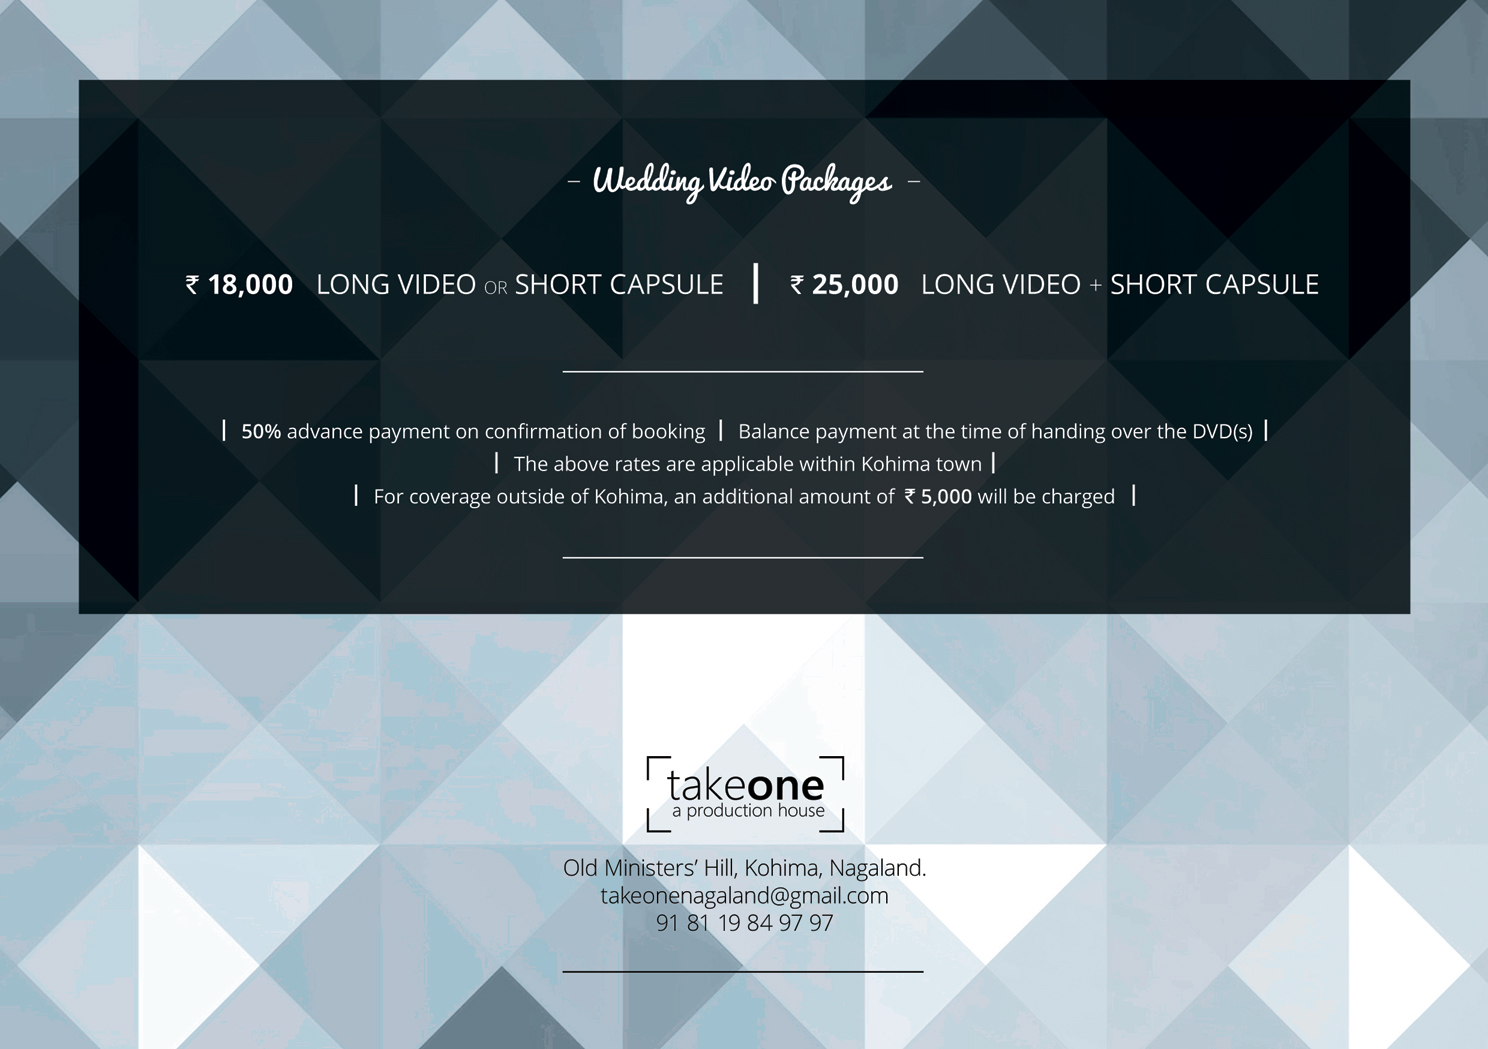 – Wedding Video Packages –
₹ 18,000 LONG VIDEO OR SHORT CAPSULE | ₹ 25,000 LONG VIDEO + SHORT CAPSULE
| 50% advance payment on confirmation of booking | Balance payment at the time of handing over the DVD(s) |
| The above rates are applicable within Kohima town |
| For coverage outside of Kohima, an additional amount of ₹ 5,000 will be charged |
takeone
a production house
Old Ministers’ Hill, Kohima, Nagaland.
takeonenagaland@gmail.com
91 81 19 84 97 97